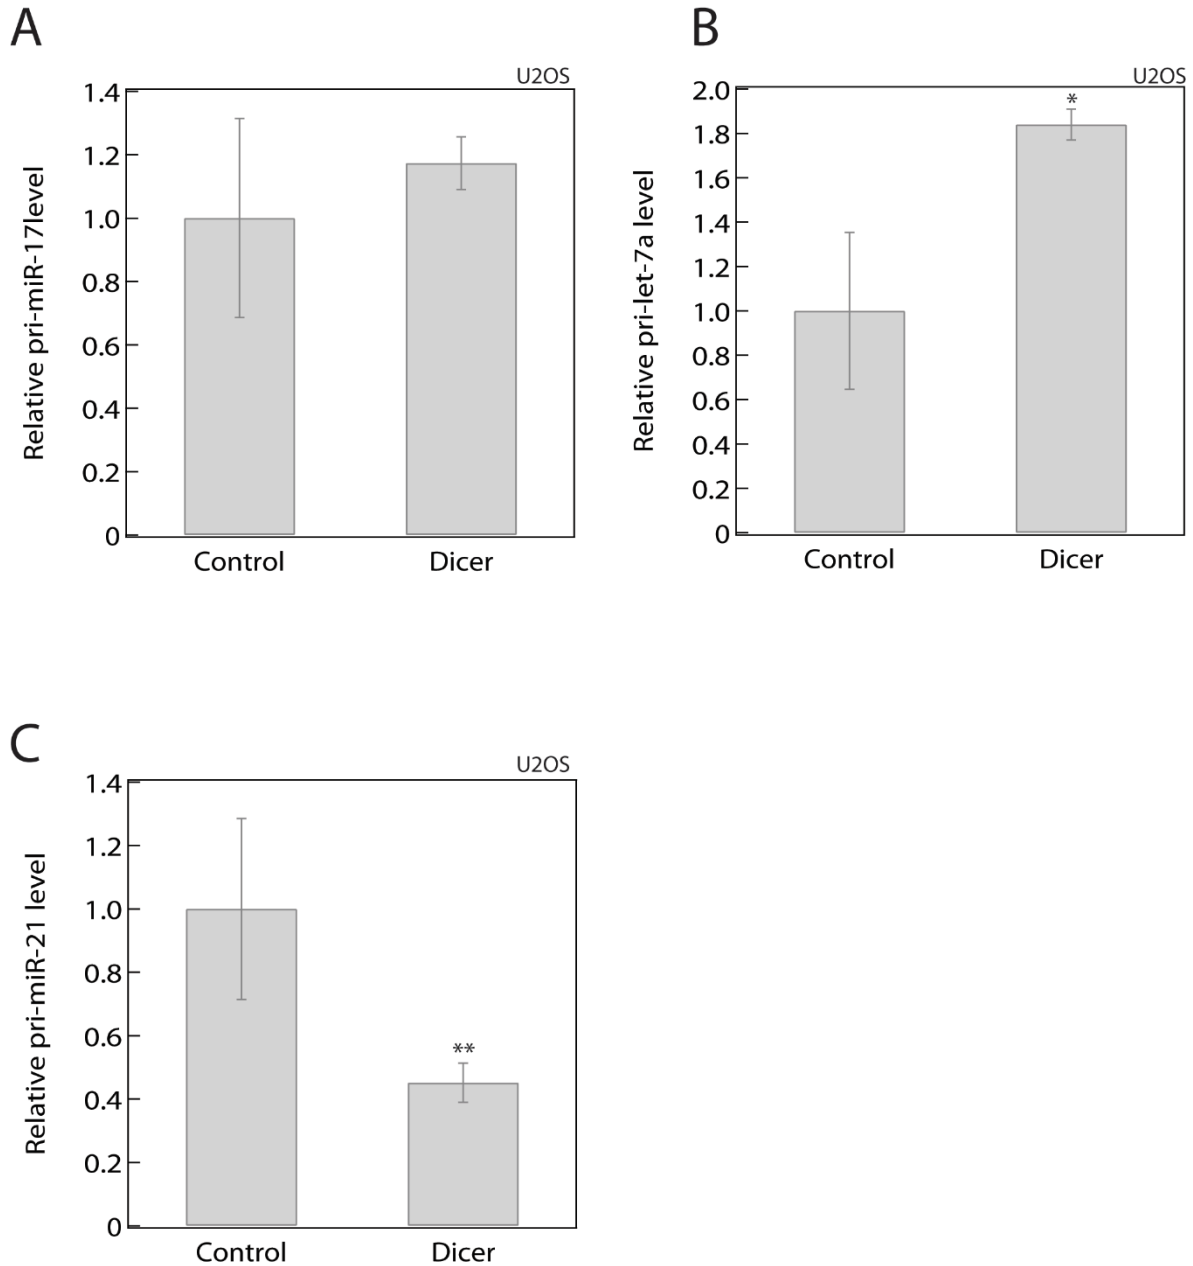 A
U2OS
Relative pri-miR-17level
1.4
1.2
1.0
0.8
0.6
0.4
0.2
0
Control Dicer
B
U2OS
Relative pri-let-7a level
2.0
*
1.8
1.6
1.4
1.2
1.0
0.8
0.6
0.4
0.2
0
Control Dicer
C
U2OS
Relative pri-miR-21 level
1.4
1.2
1.0
0.8
0.6
**
0.4
0.2
0
Control Dicer